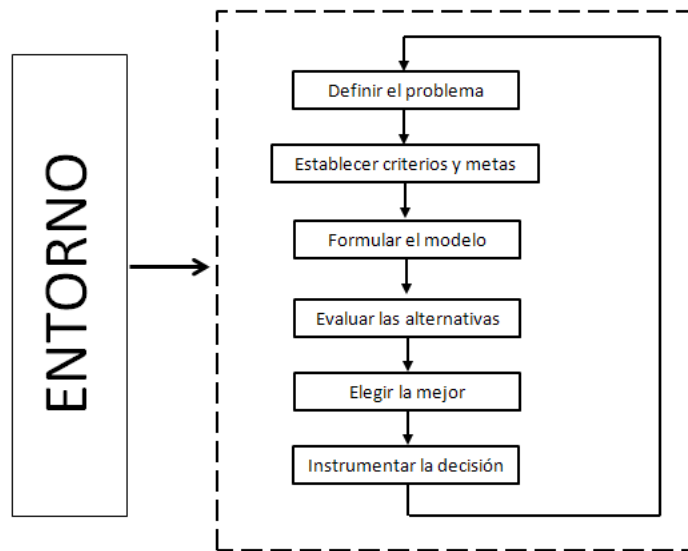 ENTORNO
Definir el problema
Establecer criterios y metas
Formular el modelo
Evaluar las alternativas
Elegir la mejor
Instrumentar la decisión